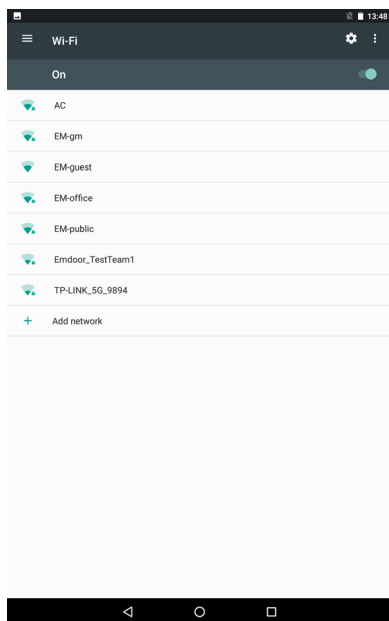 13:48
Wi-Fi
On
AC
EM-gm
EM-guest
EM-office
EM-public
Emdoor_TestTeam1
TP-LINK_5G_9894
Add network